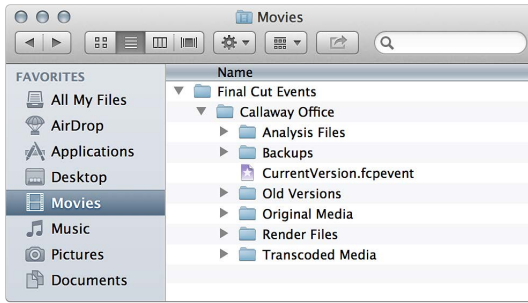 Movies
FAVORITES
All My Files
AirDrop
Applications
Desktop
Movies
Music
Pictures
Documents
Name
Final Cut Events
Callaway Office
Analysis Files
Backups
CurrentVersion.fcpevent
Old Versions
Original Media
Render Files
Transcoded Media